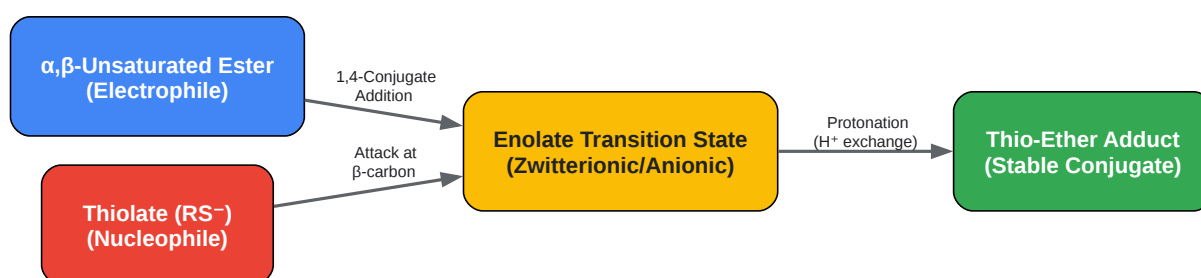 α,β-Unsaturated Ester
(Electrophile)
1,4-Conjugate
Addition
Attack at
β-carbon
Thiolate (RS⁻)
(Nucleophile)
Enolate Transition State
(Zwitterionic/Anionic)
Protonation
(H⁺ exchange)
Thio-Ether Adduct
(Stable Conjugate)